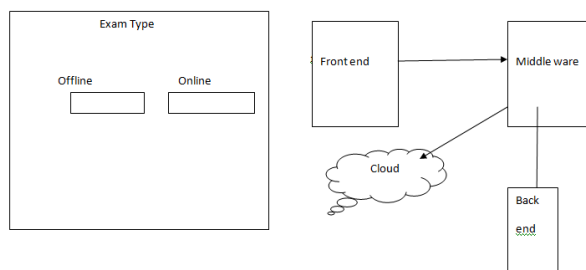 Exam Type
Offline
Online
Front end
Middle ware
Cloud
Back
end